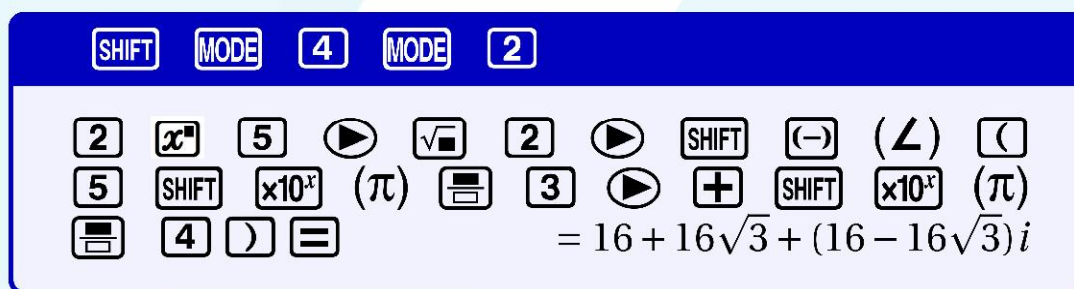 SHIFT MODE 4 MODE 2
2 x■ 5 ▶ √■ 2 ▶ SHIFT (−) (∠) (
5 SHIFT ×10ˣ (π) 3 ▶ + SHIFT ×10ˣ (π)
4 ) = = 16 + 16√3 + (16 − 16√3)i